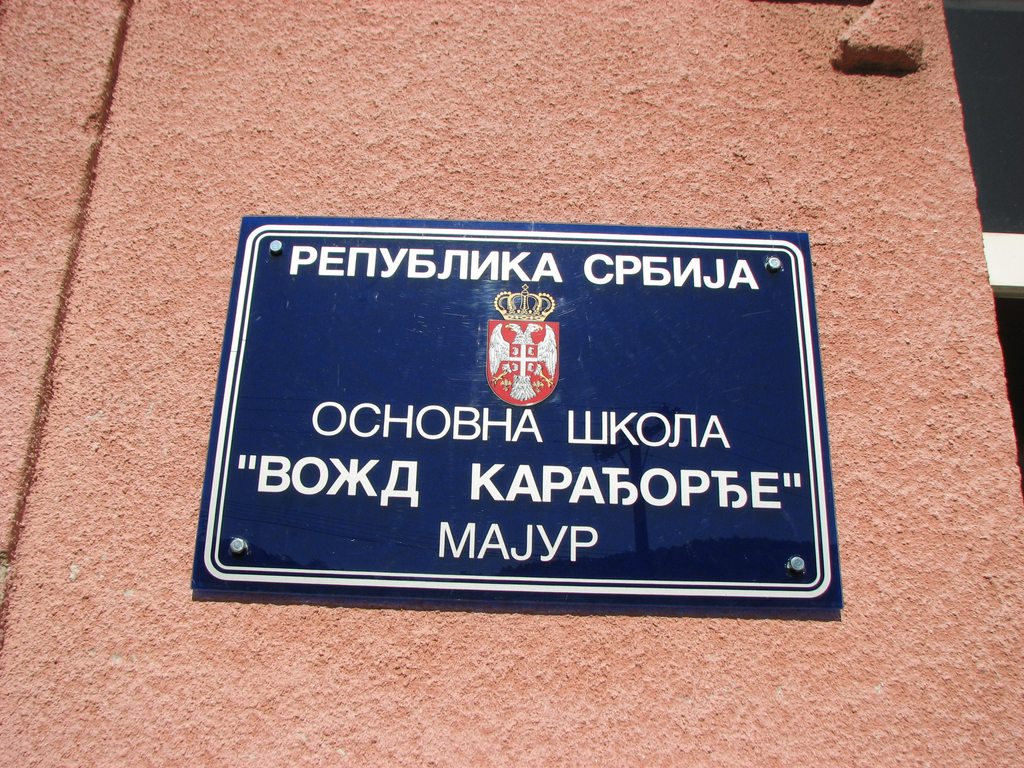 РЕПУБЛИКА СРБИЈА
ОСНОВНА ШКОЛА
"ВОЖД КАРАЂОРЂЕ"
МАЈУР